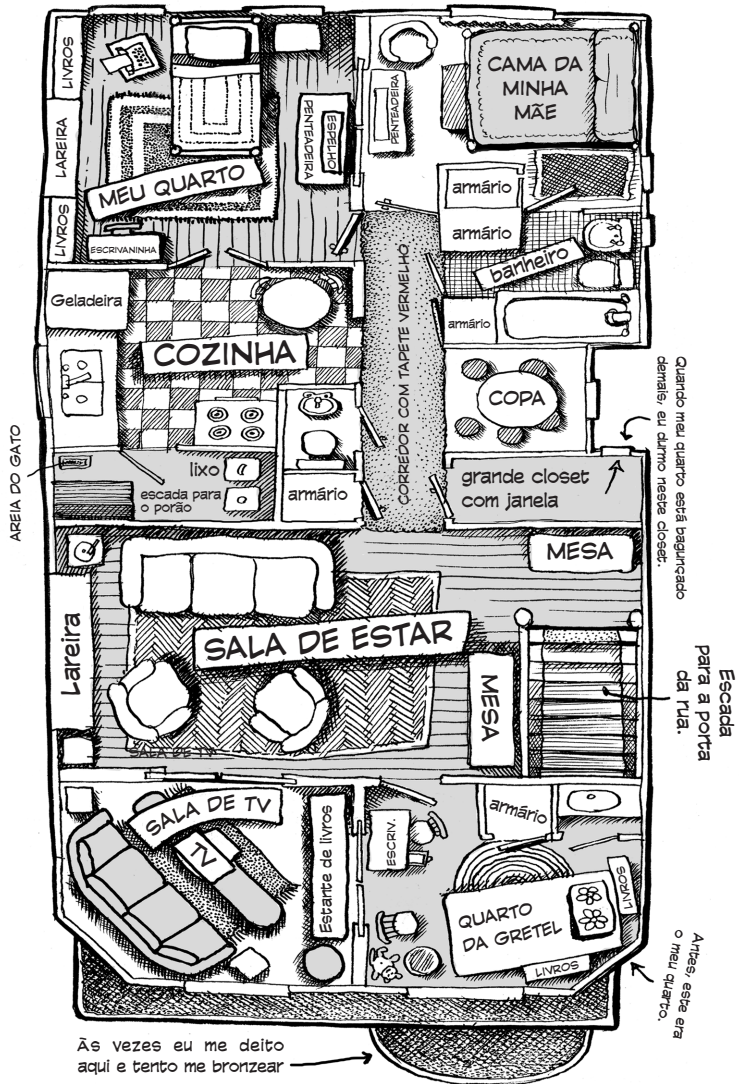 LIVROS
LAREIRA
LIVROS
MEU QUARTO
ESCRIVANINHA
PENTEADEIRA
ESPELHO
PENTEADEIRA
CAMA DA
MINHA
MÃE
armário
armário
banheiro
armário
Geladeira
COZINHA
CORREDOR COM TAPETE VERMELHO
COPA
Quando meu quarto está bagunçado
demais, eu durmo neste closet.
AREIA DO GATO
lixo
escada para
o porão
armário
grande closet
com janela
MESA
Lareira
SALA DE ESTAR
MESA
Escada
para a porta
da rua.
SALA DE TV
SALA DE TV
TV
Estante de livros
ESCRIV.
armário
QUARTO
DA GRETEL
LIVROS
LIVROS
Antes, este era
o meu quarto.
Às vezes eu me deito
aqui e tento me bronzear